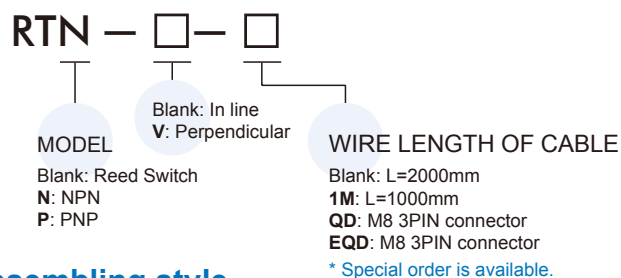 RTN — □ — □
Blank: In line
V: Perpendicular
MODEL
Blank: Reed Switch
N: NPN
P: PNP
WIRE LENGTH OF CABLE
Blank: L=2000mm
1M: L=1000mm
QD: M8 3PIN connector
EQD: M8 3PIN connector
* Special order is available.